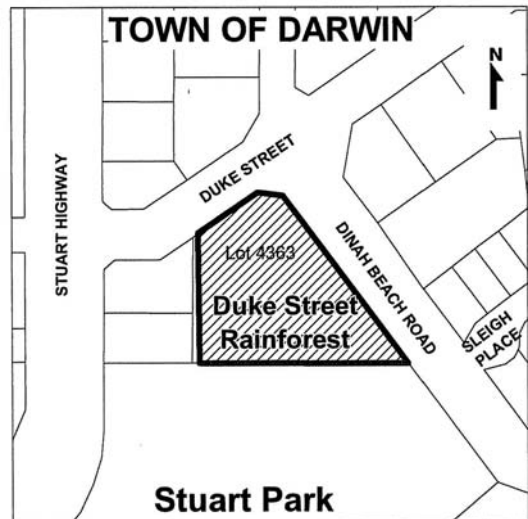 TOWN OF DARWIN
N
STUART HIGHWAY
DUKE STREET
Lot 4363
DINAH BEACH ROAD
Duke Street
Rainforest
SLEIGH
PLACE
Stuart Park